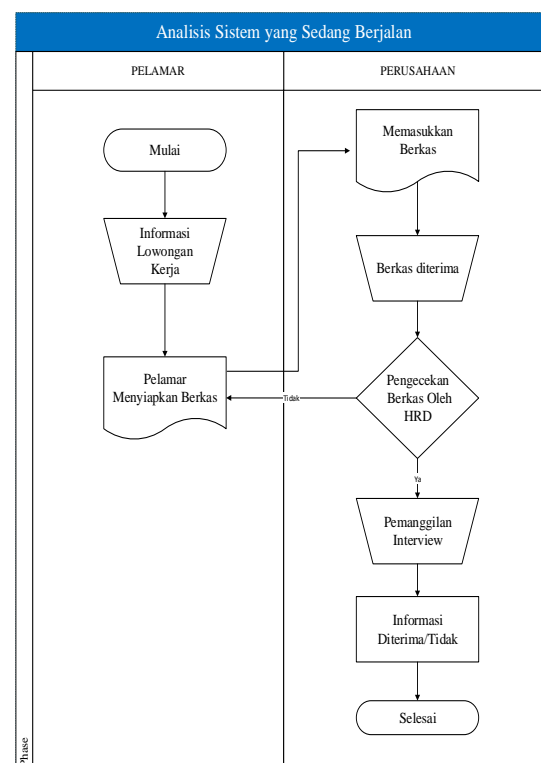 Analisis Sistem yang Sedang Berjalan
PELAMAR
PERUSAHAAN
Mulai
Informasi
Lowongan
Kerja
Pelamar
Menyiapkan Berkas
Memasukkan
Berkas
Berkas diterima
Pengecekan
Berkas Oleh
HRD
Tidak
Ya
Pemanggilan
Interview
Informasi
Diterima/Tidak
Selesai
Phase